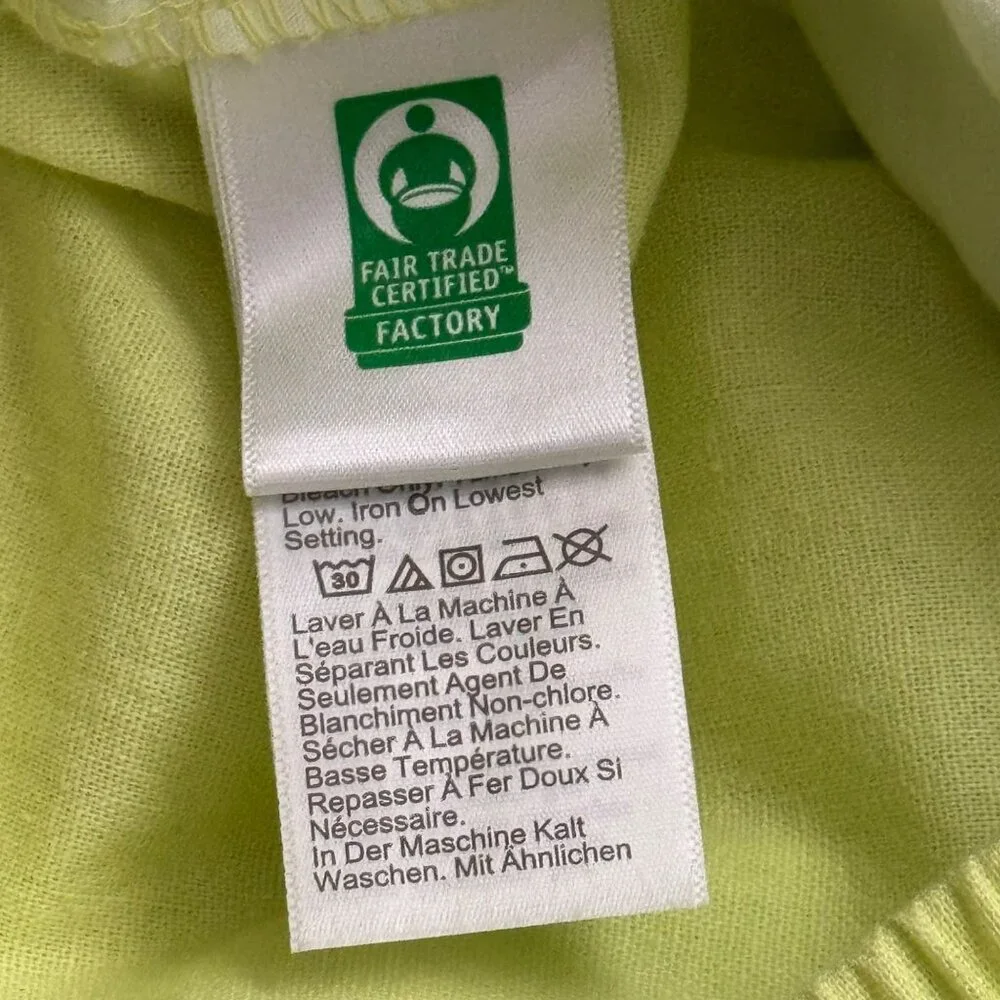 FAIR TRADE
CERTIFIED™
FACTORY
Bleach Only.
Low. Iron On Lowest
Setting.
30
Laver À La Machine À
L'eau Froide. Laver En
Séparant Les Couleurs.
Seulement Agent De
Blanchiment Non-chlore.
Sécher À La Machine À
Basse Température.
Repasser À Fer Doux Si
Nécessaire.
In Der Maschine Kalt
Waschen. Mit Ähnlichen